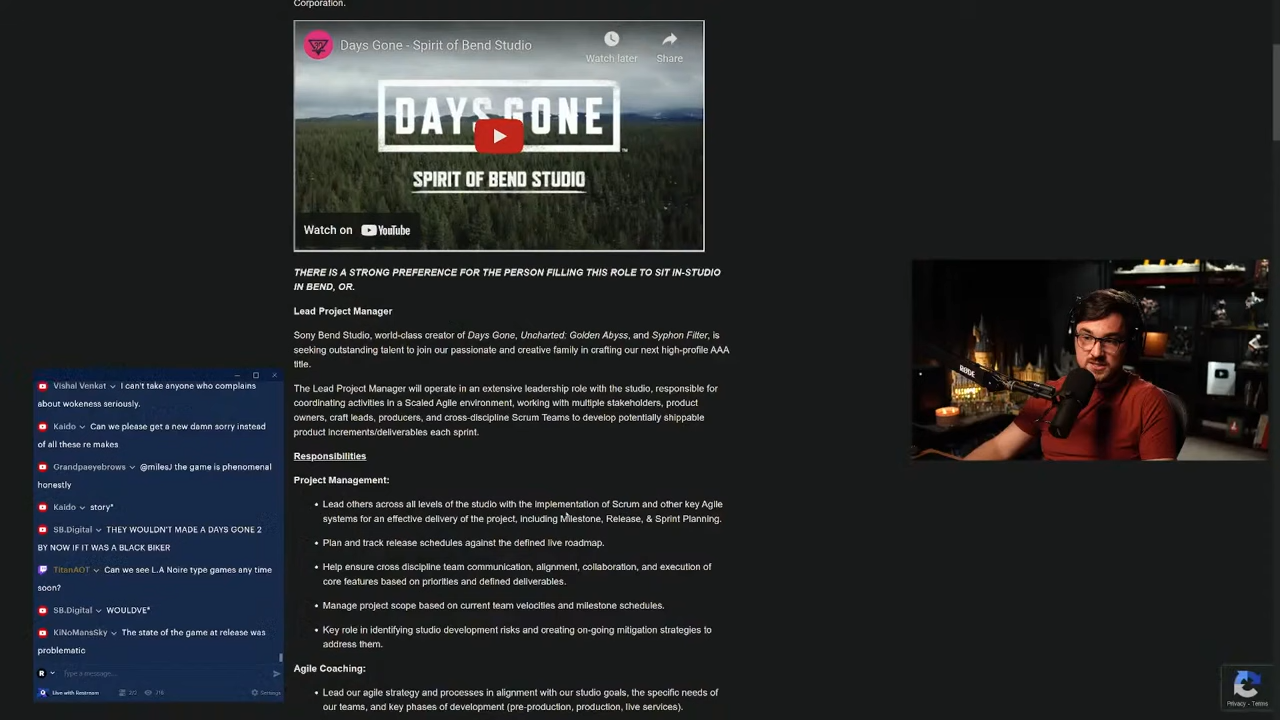 Corporation.
Days Gone - Spirit of Bend Studio
Watch later
Share
DAYS GONE
SPIRIT OF BEND STUDIO
Watch on YouTube
THERE IS A STRONG PREFERENCE FOR THE PERSON FILLING THIS ROLE TO SIT IN-STUDIO
IN BEND, OR.
Lead Project Manager
Sony Bend Studio, world-class creator of Days Gone, Uncharted: Golden Abyss, and Syphon Filter, is
seeking outstanding talent to join our passionate and creative family in crafting our next high-profile AAA
title.
The Lead Project Manager will operate in an extensive leadership role with the studio, responsible for
coordinating activities in a Scaled Agile environment, working with multiple stakeholders, product
owners, craft leads, producers, and cross-discipline Scrum Teams to develop potentially shippable
product increments/deliverables each sprint.
Responsibilities
Project Management:
• Lead others across all levels of the studio with the implementation of Scrum and other key Agile
systems for an effective delivery of the project, including Milestone, Release, & Sprint Planning.
• Plan and track release schedules against the defined live roadmap.
• Help ensure cross discipline team communication, alignment, collaboration, and execution of
core features based on priorities and defined deliverables.
• Manage project scope based on current team velocities and milestone schedules.
• Key role in identifying studio development risks and creating on-going mitigation strategies to
address them.
Agile Coaching:
• Lead our agile strategy and processes in alignment with our studio goals, the specific needs of
our teams, and key phases of development (pre-production, production, live services).
Vishal Venkat I can't take anyone who complains
about wokeness seriously.
Kaido Can we please get a new damn sorry instead
of all these re makes
Grandpaeyebrows @milesJ the game is phenomenal
honestly
Kaido story*
SB.Digital THEY WOULDN'T MADE A DAYS GONE 2
BY NOW IF IT WAS A BLACK BIKER
TitanAOT Can we see L.A Noire type games any time
soon?
SB.Digital WOULDVE*
KiNoMansSky The state of the game at release was
problematic
R
Type a message...
Live with Restream
Settings
RØDE
Privacy - Terms